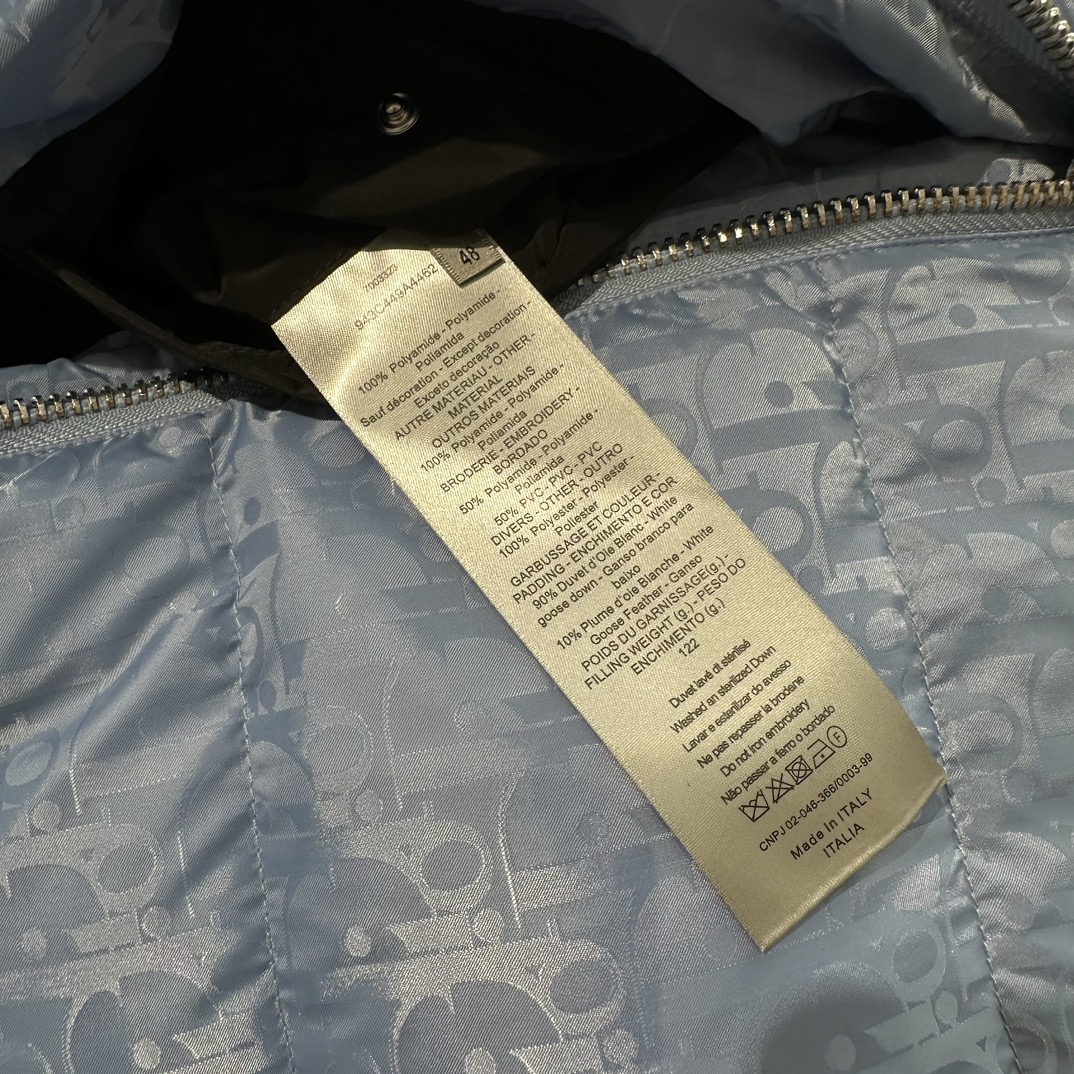 48
943C449A4462
100% Polyamide - Polyamide -
Poliamida
Sauf décoration - Except decoration -
Exceto decoração
AUTRE MATERIAU - OTHER -
MATERIAL
OUTROS MATERIAIS
100% Polyamide - Polyamide -
Poliamida
BRODERIE - EMBROIDERY -
BORDADO
50% Polyamide - Polyamide -
Poliamida
50% PVC - PVC - PVC
DIVERS - OTHER - OUTRO
100% Polyester - Polyester -
Poliester
GARBUSSAGE ET COULEUR -
PADDING - ENCHIMENTO E COR
90% Duvet d'Oie Blanc - White
goose down - Ganso branco para
baixo
10% Plume d'oie Blanche - White
Goose Feather - Ganso
POIDS DU GARNISSAGE(g.) -
FILLING WEIGHT (g.) - PESO DO
ENCHIMENTO (g.)
122
Duvet lavé dt stérilisé
Washed an sterilized Down
Lavar e esterilizar do avesso
Ne pas repasser la broderie
Do not iron embroidery
Não passar a ferro o bordado
F
CNPJ 02-046-366/0003-99
Made In ITALY
ITALIA